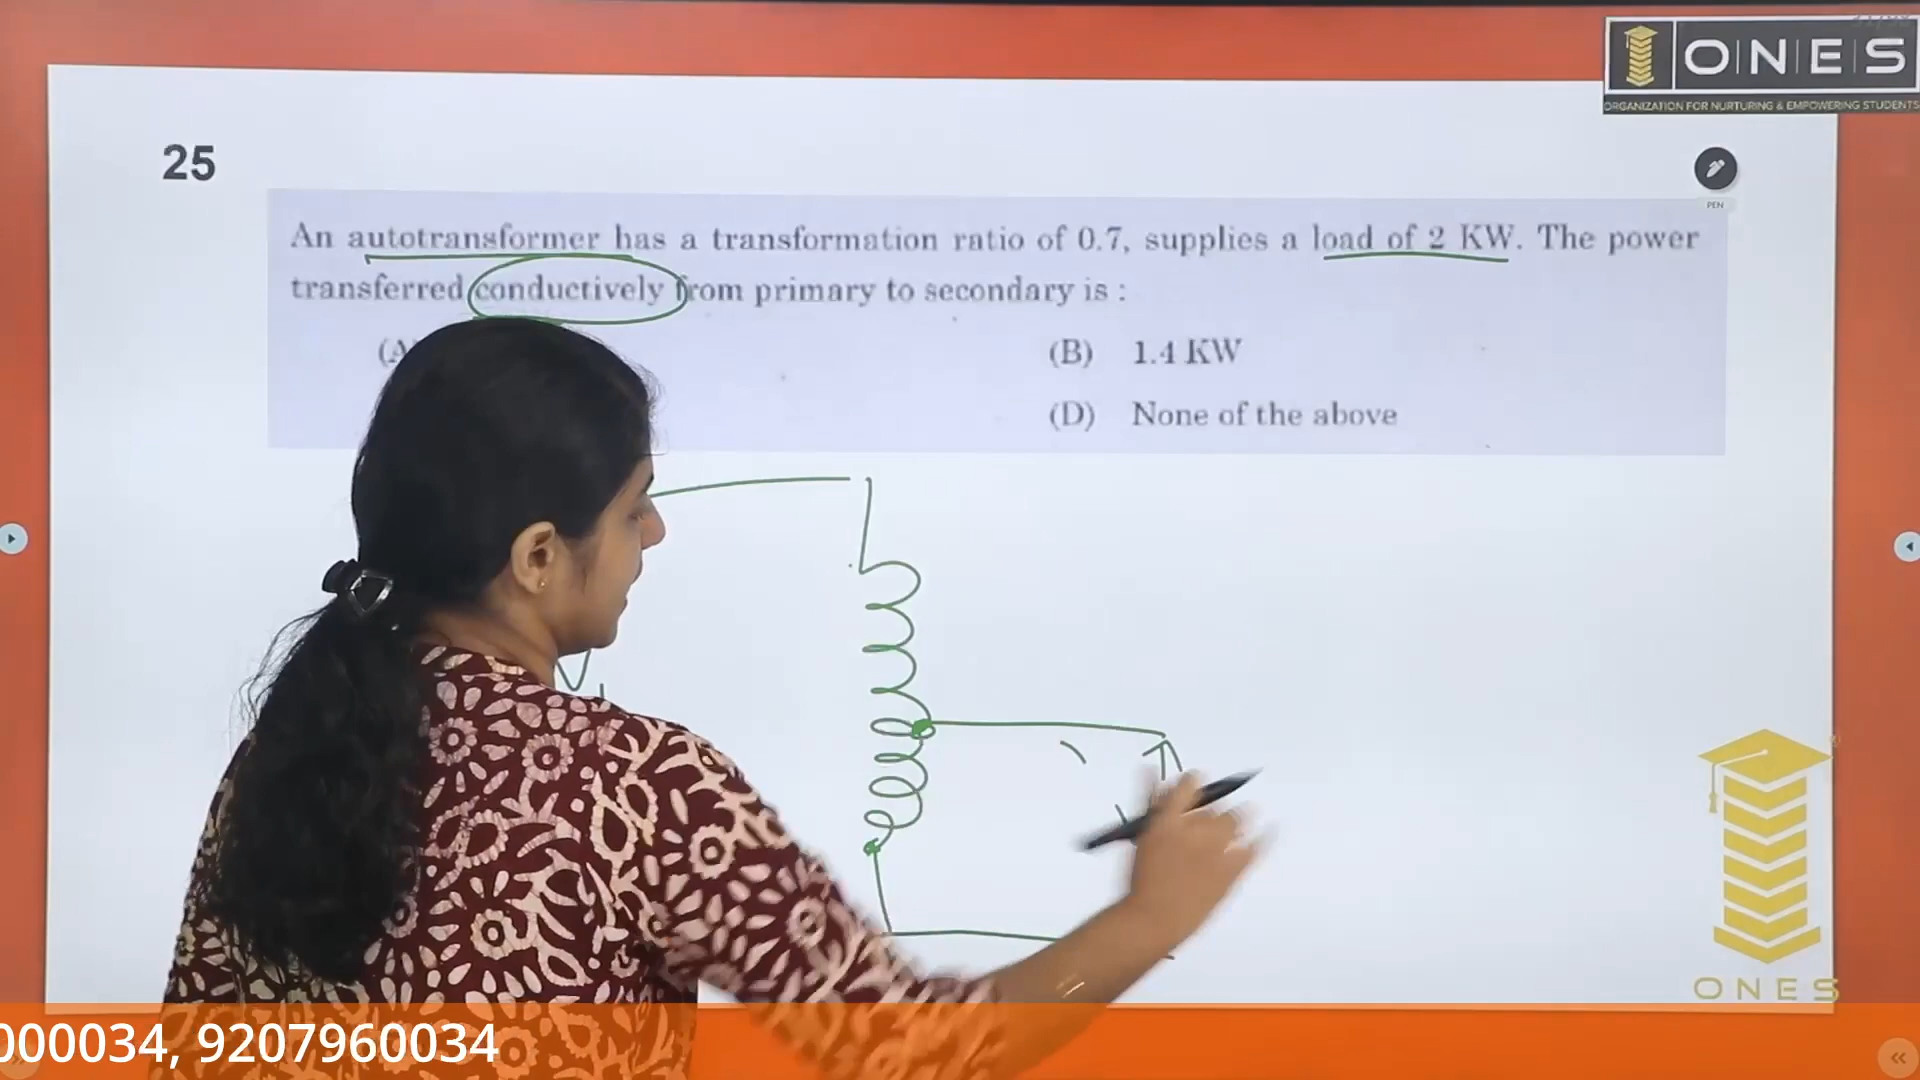 ONES
ORGANIZATION FOR NURTURING & EMPOWERING STUDENTS
25
PEN
An autotransformer has a transformation ratio of 0.7, supplies a load of 2 KW. The power
transferred conductively from primary to secondary is :
(A
(B) 1.4 KW
(D) None of the above
V
ONES
000034, 9207960034